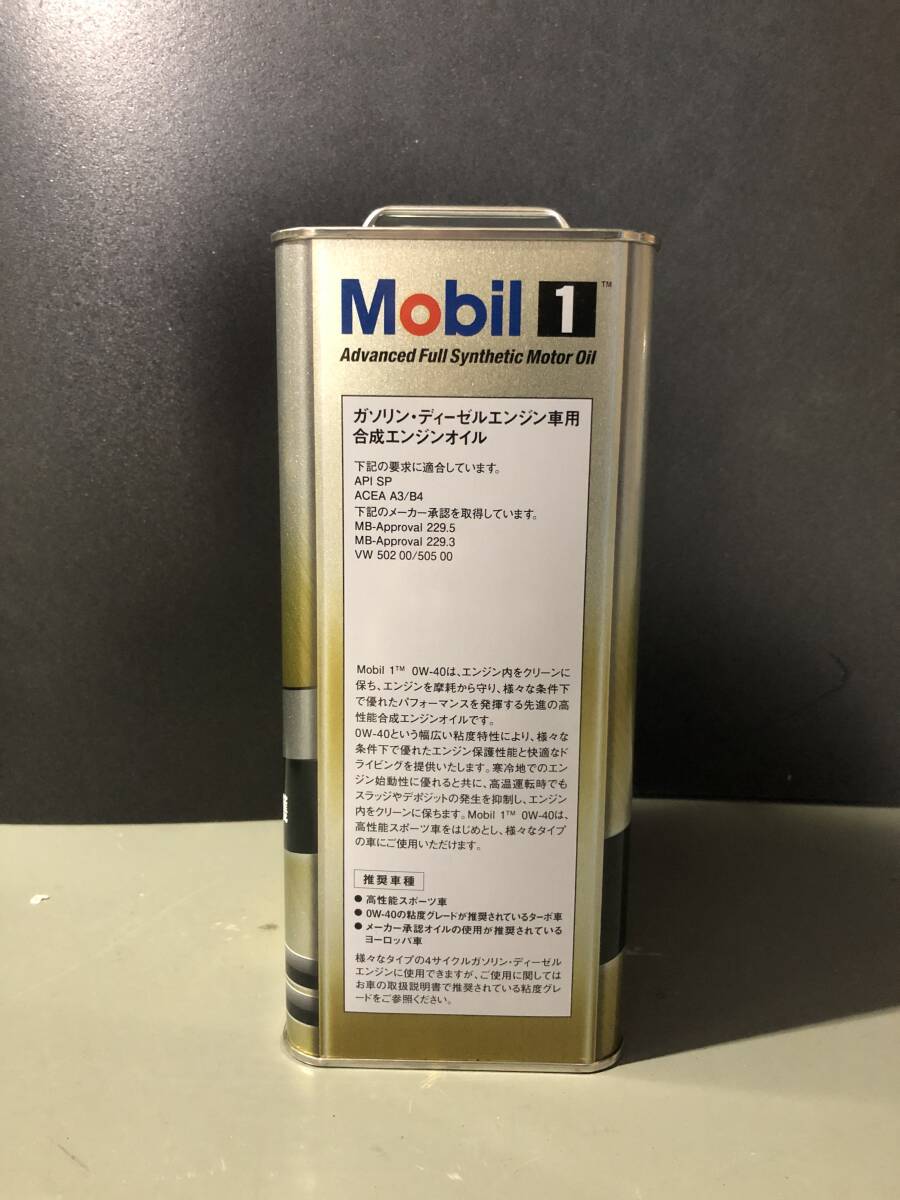 Mobil 1™
Advanced Full Synthetic Motor Oil
ガソリン・ディーゼルエンジン車用
合成エンジンオイル
下記の要求に適合しています。
API SP
ACEA A3/B4
下記のメーカー承認を取得しています。
MB-Approval 229.5
MB-Approval 229.3
VW 502 00/505 00
Mobil 1™ 0W-40は、エンジン内をクリーンに
保ち、エンジンを摩耗から守り、様々な条件下
で優れたパフォーマンスを発揮する先進の高
性能合成エンジンオイルです。
0W-40という幅広い粘度特性により、様々な
条件下で優れたエンジン保護性能と快適なド
ライビングを提供いたします。寒冷地でのエン
ジン始動性に優れると共に、高温運転時でも
スラッジやデポジットの発生を抑制し、エンジン
内をクリーンに保ちます。Mobil 1™ 0W-40は、
高性能スポーツ車をはじめとし、様々なタイプ
の車にご使用いただけます。
推奨車種
● 高性能スポーツ車
● 0W-40の粘度グレードが推奨されているターボ車
● メーカー承認オイルの使用が推奨されている
ヨーロッパ車
様々なタイプの4サイクルガソリン・ディーゼル
エンジンに使用できますが、ご使用に関しては
お車の取扱説明書で推奨されている粘度グレ
ードをご参照ください。